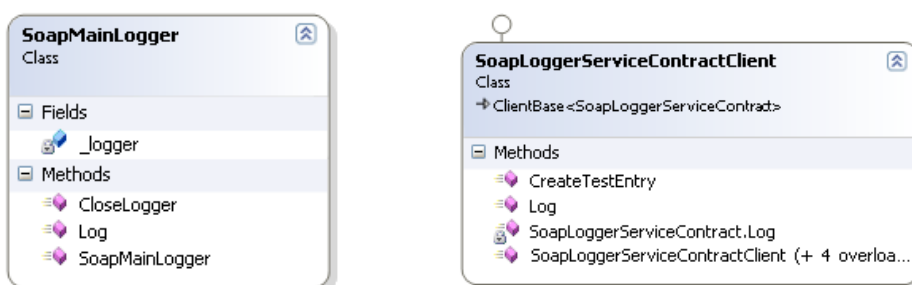 SoapMainLogger
Class
Fields
_logger
Methods
CloseLogger
Log
SoapMainLogger
SoapLoggerServiceContractClient
Class
ClientBase<SoapLoggerServiceContract>
Methods
CreateTestEntry
Log
SoapLoggerServiceContract.Log
SoapLoggerServiceContractClient (+ 4 overloa...